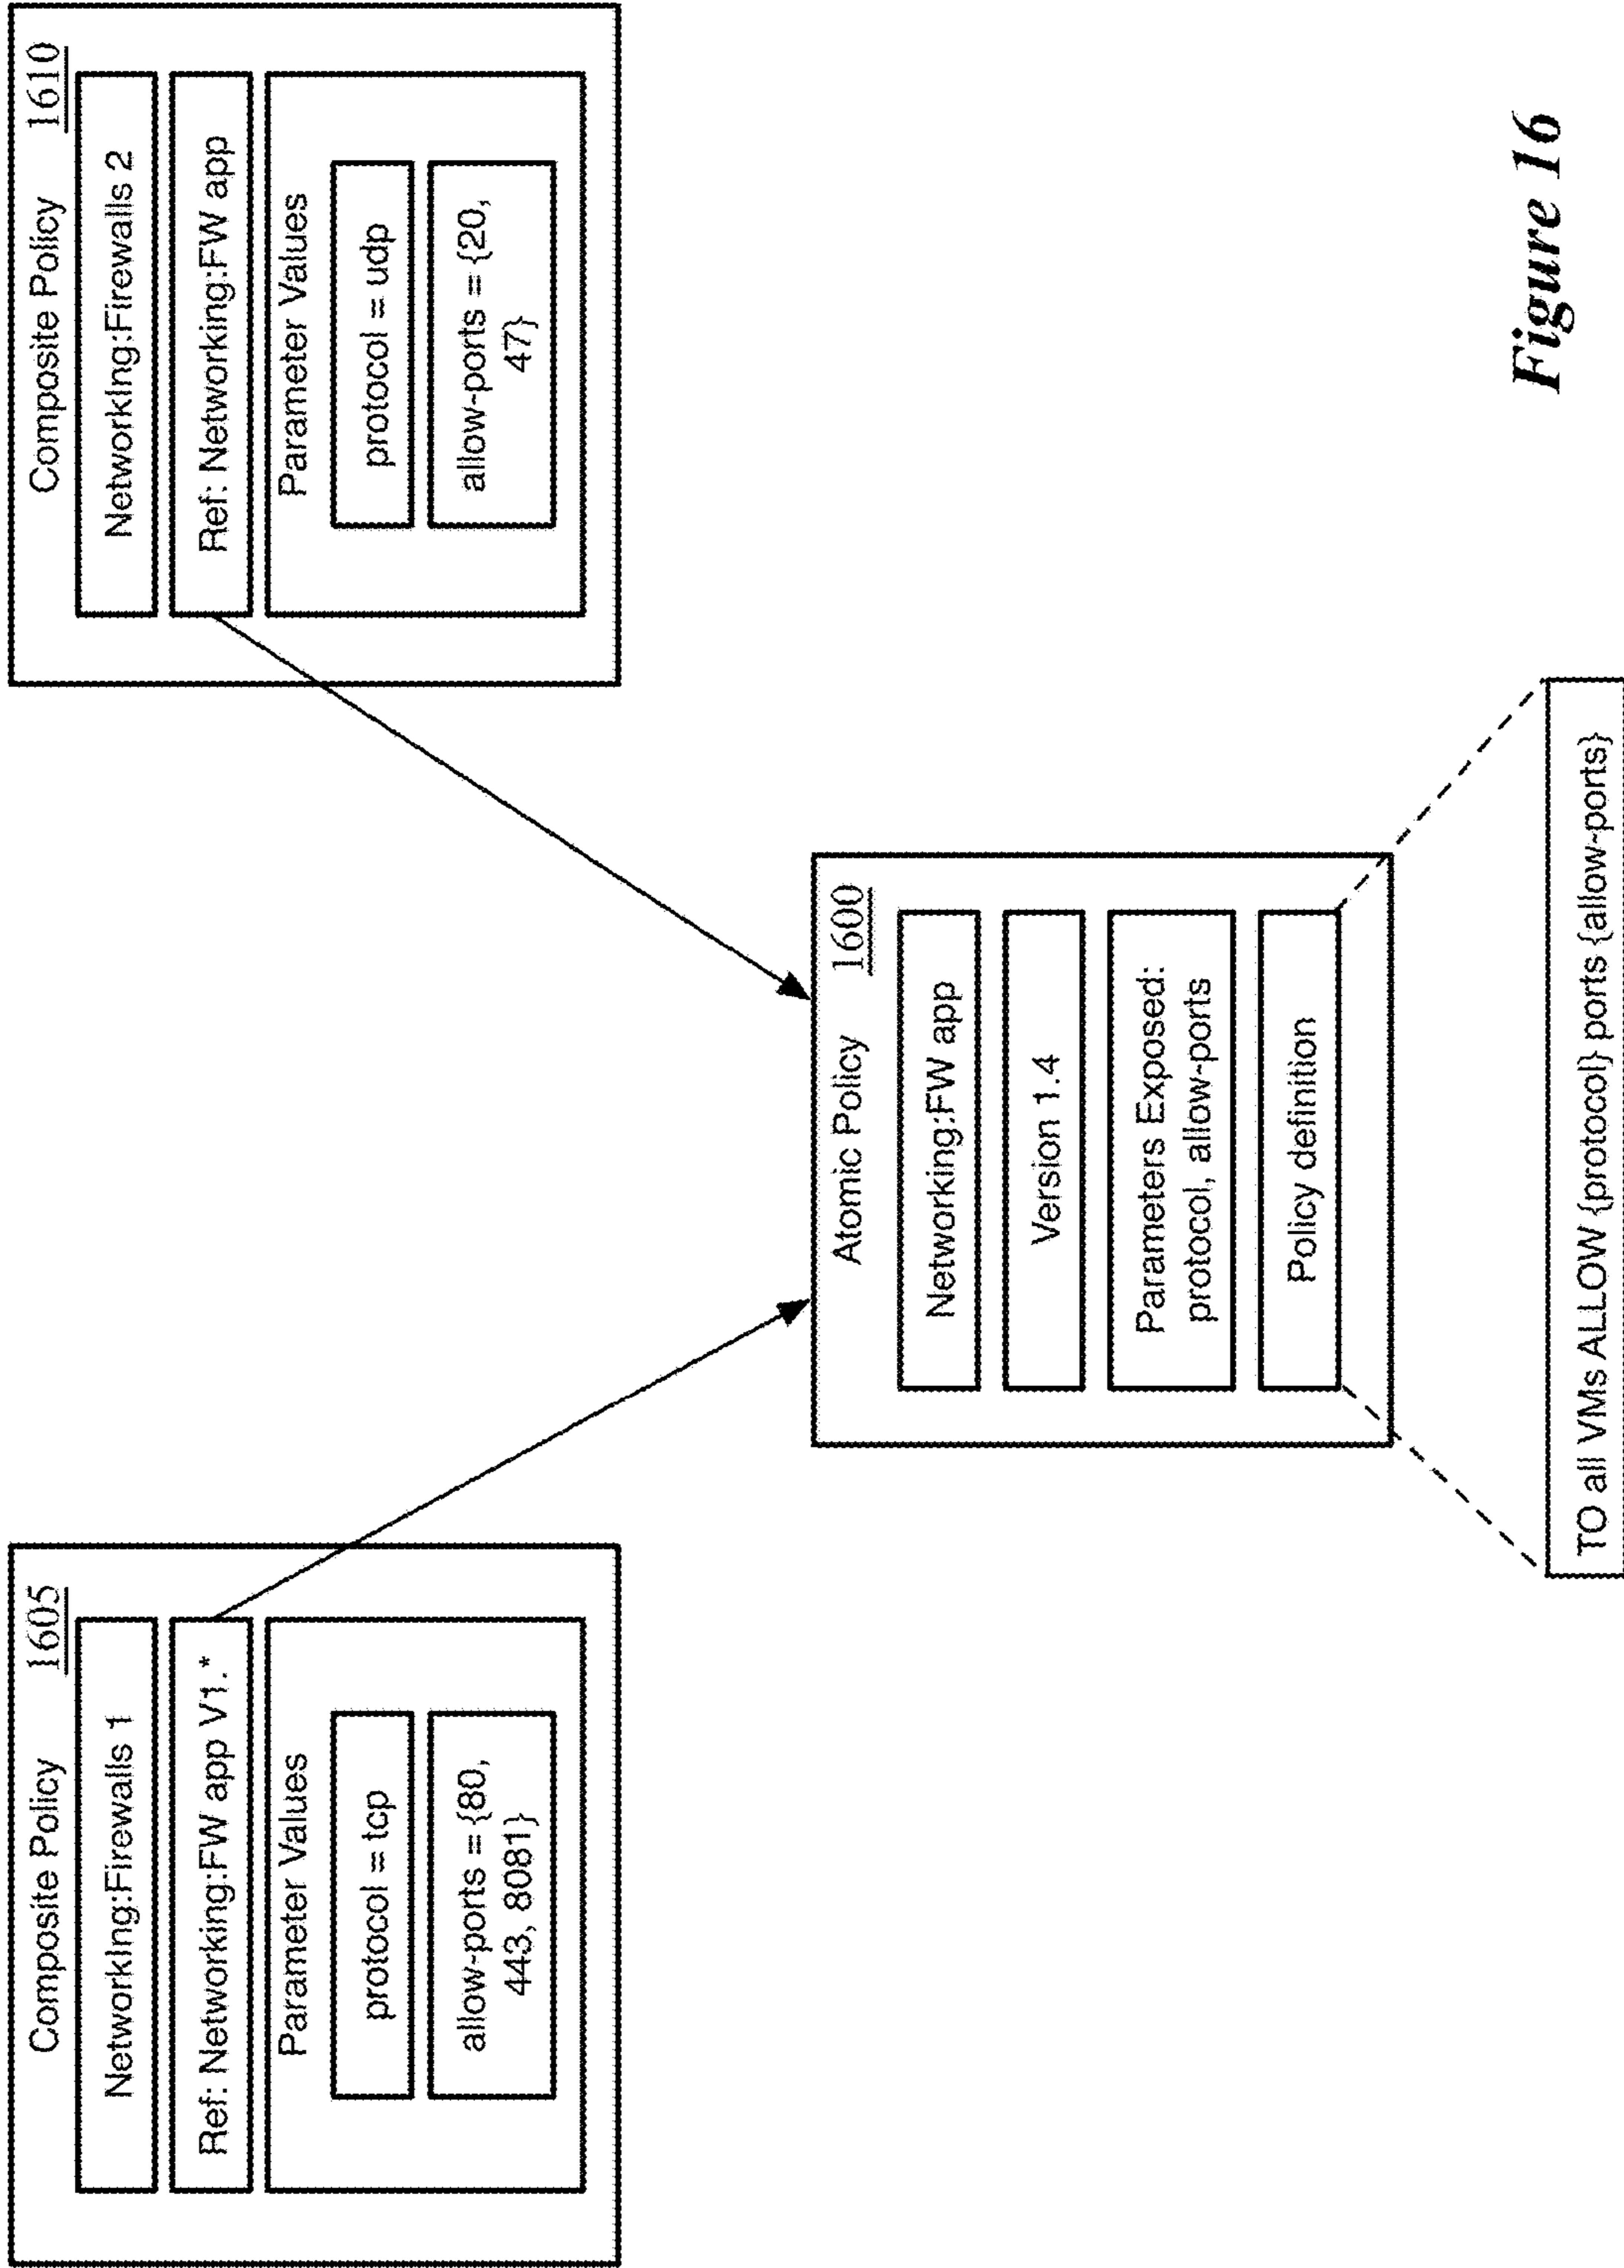 Composite Policy 1605
NetworkIng:Firewalls 1
Ref: Networking:FW app V1.*
Parameter Values
protocol = tcp
allow-ports = {80,
443, 8081}
Composite Policy 1610
NetworkIng:Firewalls 2
Ref: Networking:FW app
Parameter Values
protocol = udp
allow-ports = {20,
47}
Atomic Policy 1600
Networking:FW app
Version 1.4
Parameters Exposed:
protocol, allow-ports
Policy definition
TO all VMs ALLOW {protocol} ports {allow-ports}
Figure 16